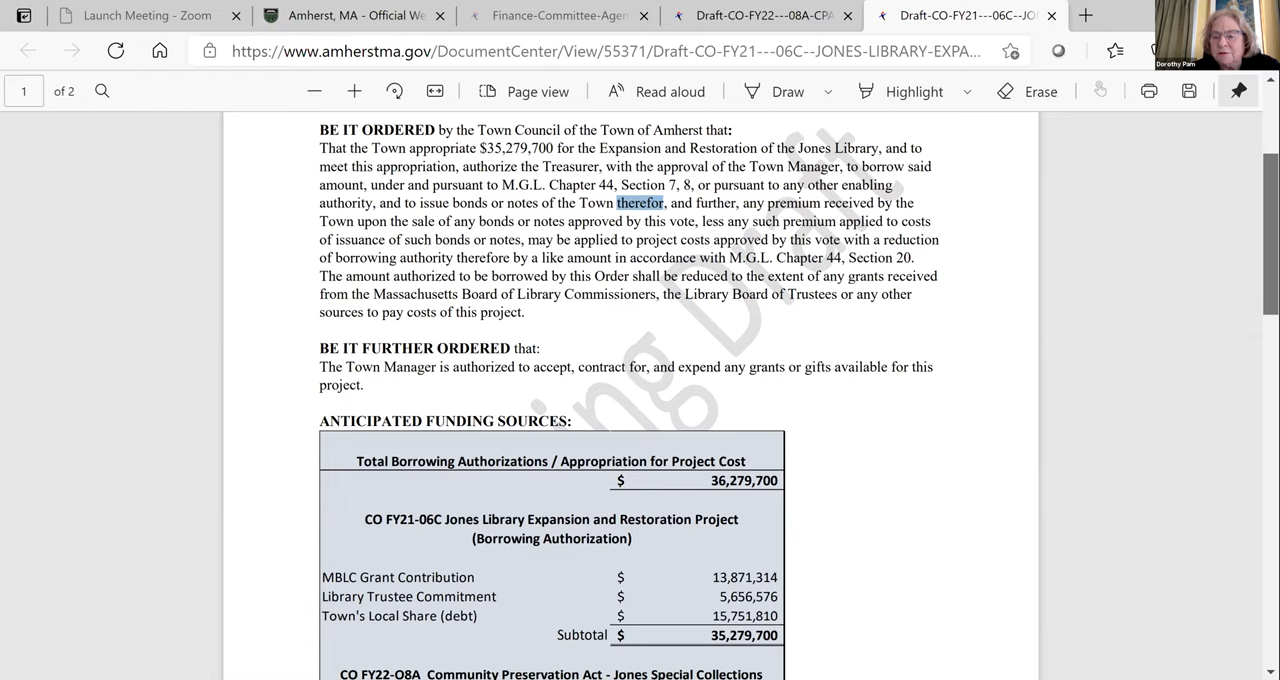 Launch Meeting - Zoom
Amherst, MA - Official We
Finance-Committee-Agen
Draft-CO-FY22---08A-CPA
Draft-CO-FY21---06C--JO
https://www.amherstma.gov/DocumentCenter/View/55371/Draft-CO-FY21---06C--JONES-LIBRARY-EXPA...
Dorothy Pam
1 of 2
Page view
Read aloud
Draw
Highlight
Erase
BE IT ORDERED by the Town Council of the Town of Amherst that:
That the Town appropriate $35,279,700 for the Expansion and Restoration of the Jones Library, and to
meet this appropriation, authorize the Treasurer, with the approval of the Town Manager, to borrow said
amount, under and pursuant to M.G.L. Chapter 44, Section 7, 8, or pursuant to any other enabling
authority, and to issue bonds or notes of the Town therefor, and further, any premium received by the
Town upon the sale of any bonds or notes approved by this vote, less any such premium applied to costs
of issuance of such bonds or notes, may be applied to project costs approved by this vote with a reduction
of borrowing authority therefore by a like amount in accordance with M.G.L. Chapter 44, Section 20.
The amount authorized to be borrowed by this Order shall be reduced to the extent of any grants received
from the Massachusetts Board of Library Commissioners, the Library Board of Trustees or any other
sources to pay costs of this project.
BE IT FURTHER ORDERED that:
The Town Manager is authorized to accept, contract for, and expend any grants or gifts available for this
project.
ing Draft
ANTICIPATED FUNDING SOURCES:
Total Borrowing Authorizations / Appropriation for Project Cost
$ 36,279,700
CO FY21-06C Jones Library Expansion and Restoration Project
(Borrowing Authorization)
MBLC Grant Contribution $ 13,871,314
Library Trustee Commitment $ 5,656,576
Town's Local Share (debt) $ 15,751,810
Subtotal $ 35,279,700
CO FY22-O8A Community Preservation Act - Jones Special Collections